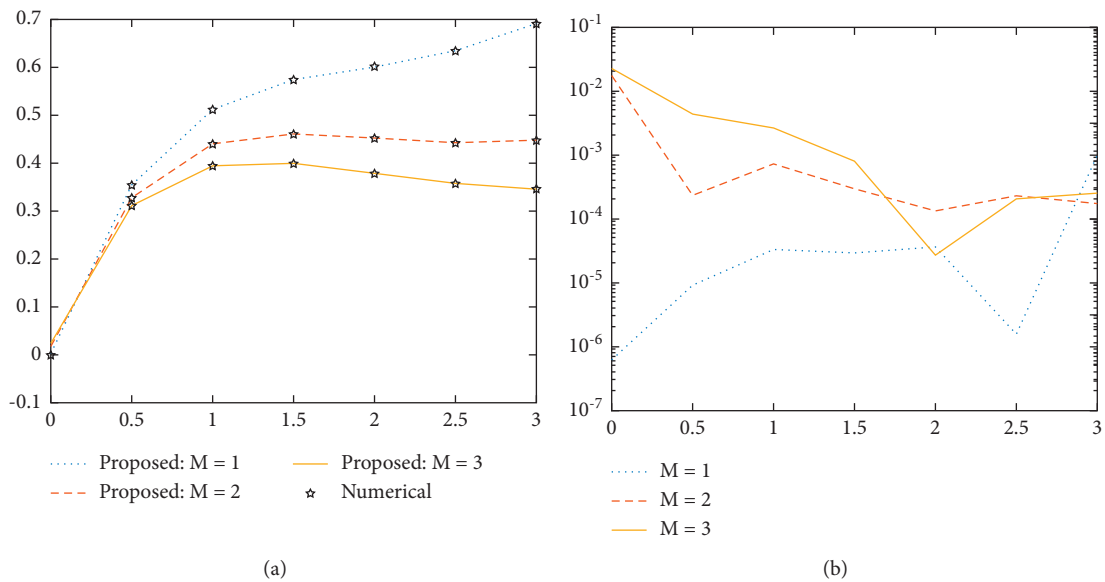 0.7
0.6
0.5
0.4
0.3
0.2
0.1
0
-0.1
0 0.5 1 1.5 2 2.5 3
Proposed: M = 1
Proposed: M = 2
Proposed: M = 3
Numerical
(a)
10-1
10-2
10-3
10-4
10-5
10-6
10-7
0 0.5 1 1.5 2 2.5 3
M = 1
M = 2
M = 3
(b)